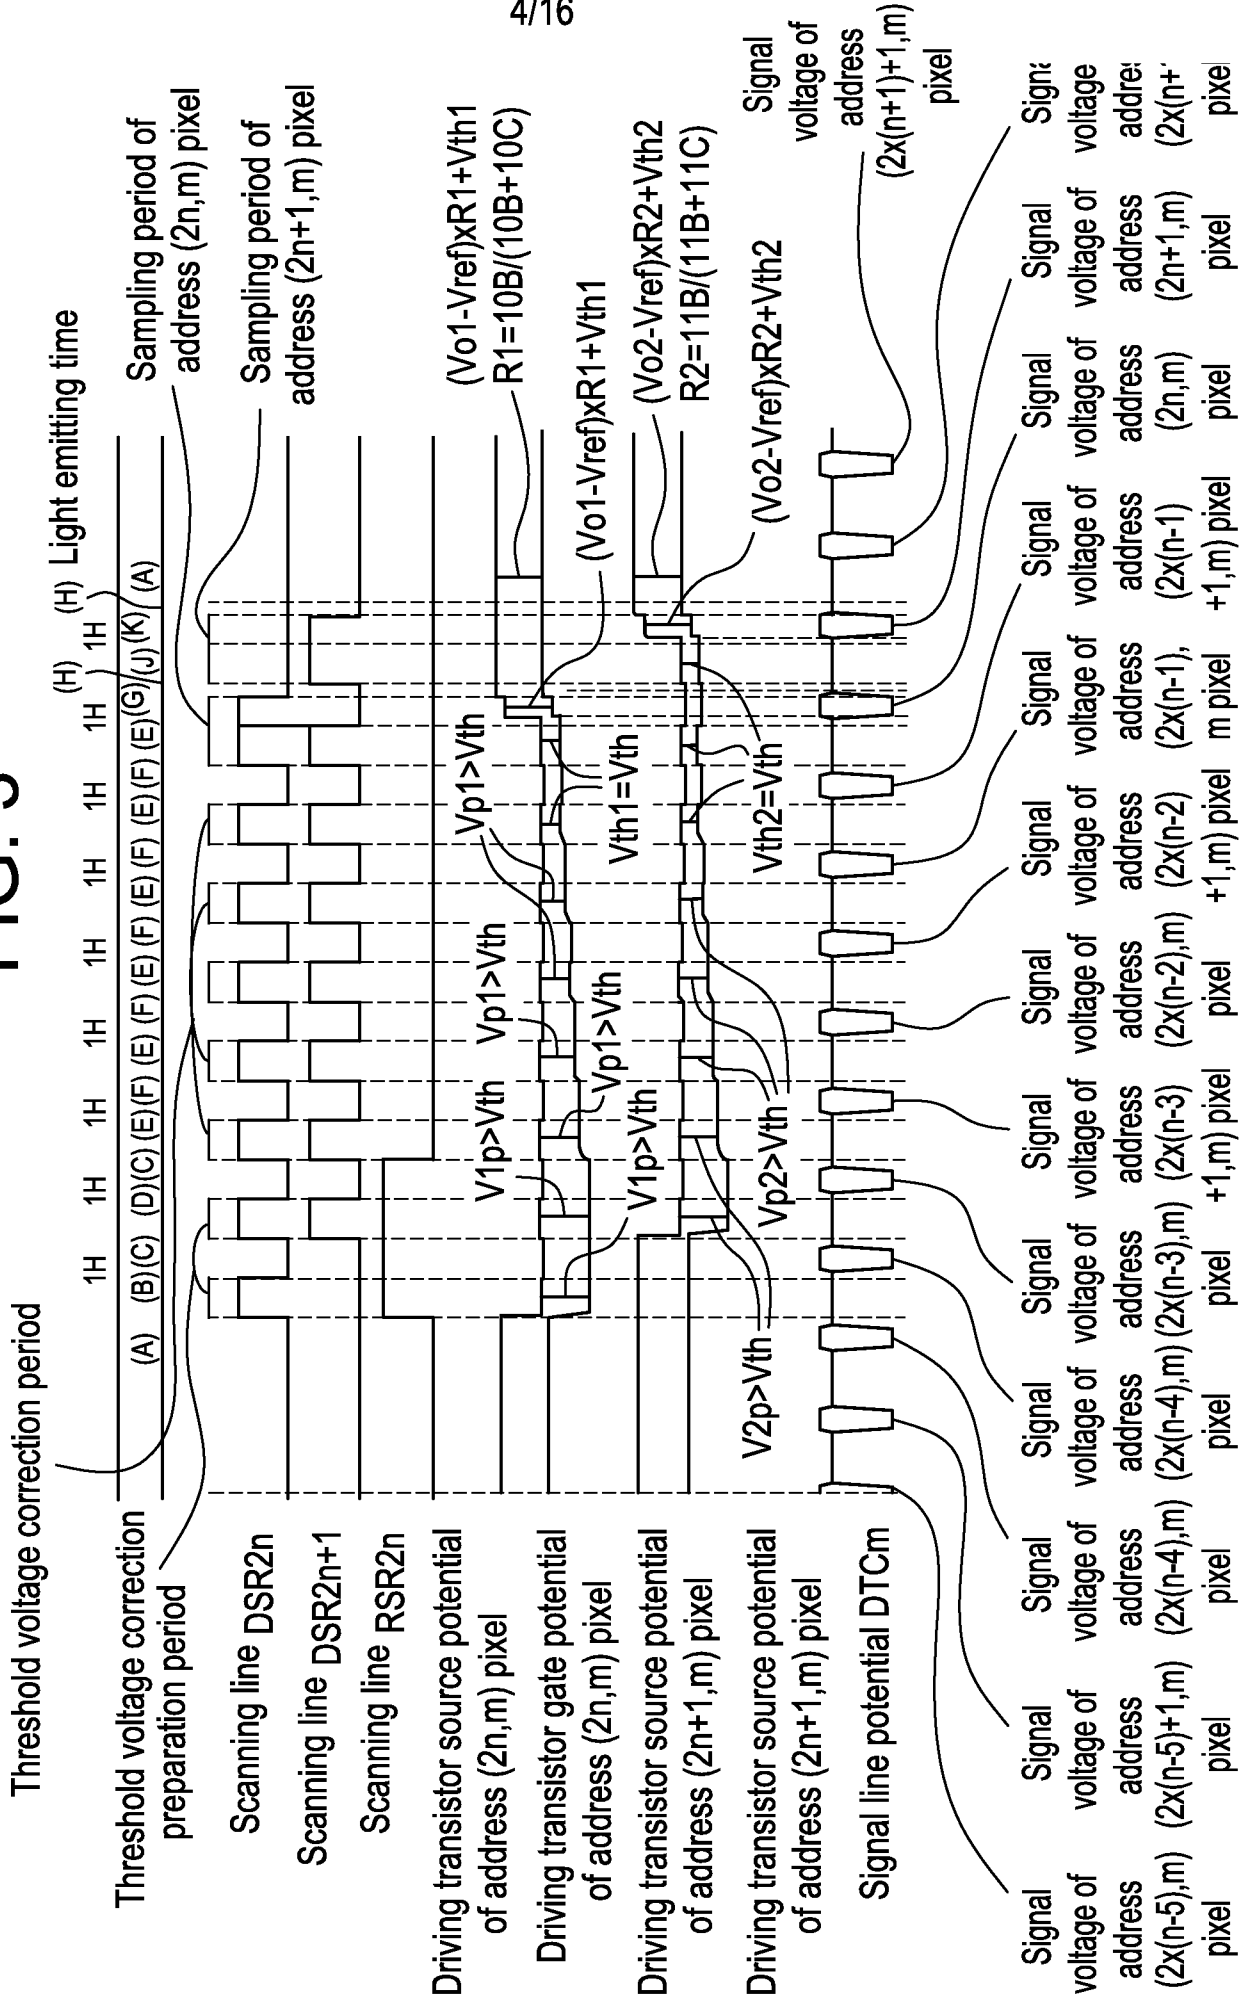 4/16
FIG.
Threshold voltage correction period
Threshold voltage correction
preparation period
Scanning line DSR2n
Scanning line DSR2n+1
Scanning line RSR2n
Driving transistor source potential
of address (2n,m) pixel
Driving transistor gate potential
of address (2n,m) pixel
Driving transistor source potential
of address (2n+1,m) pixel
Driving transistor source potential
of address (2n+1,m) pixel
Signal line potential DTCm
1H 1H 1H 1H 1H 1H 1H 1H 1H
(H) (H) Light emitting time
(A) (B) (C) (D) (C) (E) (F) (E) (F) (E) (F) (E) (F) (E) (F) (E) (G) (J) (K) (A)
Sampling period of
address (2n,m) pixel
Sampling period of
address (2n+1,m) pixel
(Vo1-Vref)xR1+Vth1
R1=10B/(10B+10C)
(Vo1-Vref)xR1+Vth1
(Vo2-Vref)xR2+Vth2
R2=11B/(11B+11C)
(Vo2-Vref)xR2+Vth2
V1p>Vth
Vp1>Vth
Vp1>Vth
Vp1>Vth
V1p>Vth
Vth1=Vth
V2p>Vth
Vp2>Vth
Vth2=Vth
Signal
voltage of
address
(2x(n+1)+1,m)
pixel
Signal
voltage of
address
(2x(n-5),m)
pixel
Signal
voltage of
address
(2x(n-5)+1,m)
pixel
Signal
voltage of
address
(2x(n-4),m)
pixel
Signal
voltage of
address
(2x(n-4),m)
pixel
Signal
voltage of
address
(2x(n-3),m)
pixel
Signal
voltage of
address
(2x(n-3)
+1,m) pixel
Signal
voltage of
address
(2x(n-2),m)
pixel
Signal
voltage of
address
(2x(n-2)
+1,m) pixel
Signal
voltage of
address
(2x(n-1),
m pixel
Signal
voltage of
address
(2x(n-1)
+1,m) pixel
Signal
voltage of
address
(2n,m)
pixel
Signal
voltage of
address
(2n+1,m)
pixel
voltage